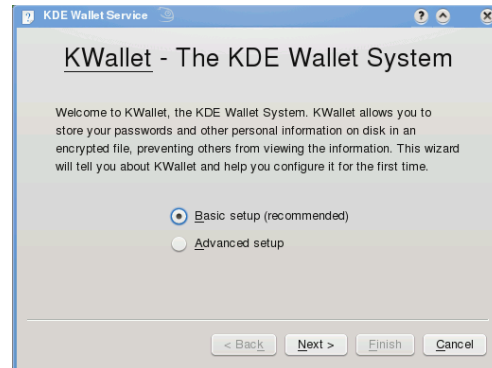 KDE Wallet Service
KWallet - The KDE Wallet System
Welcome to KWallet, the KDE Wallet System. KWallet allows you to
store your passwords and other personal information on disk in an
encrypted file, preventing others from viewing the information. This wizard
will tell you about KWallet and help you configure it for the first time.
Basic setup (recommended)
Advanced setup
< Back Next > Finish Cancel